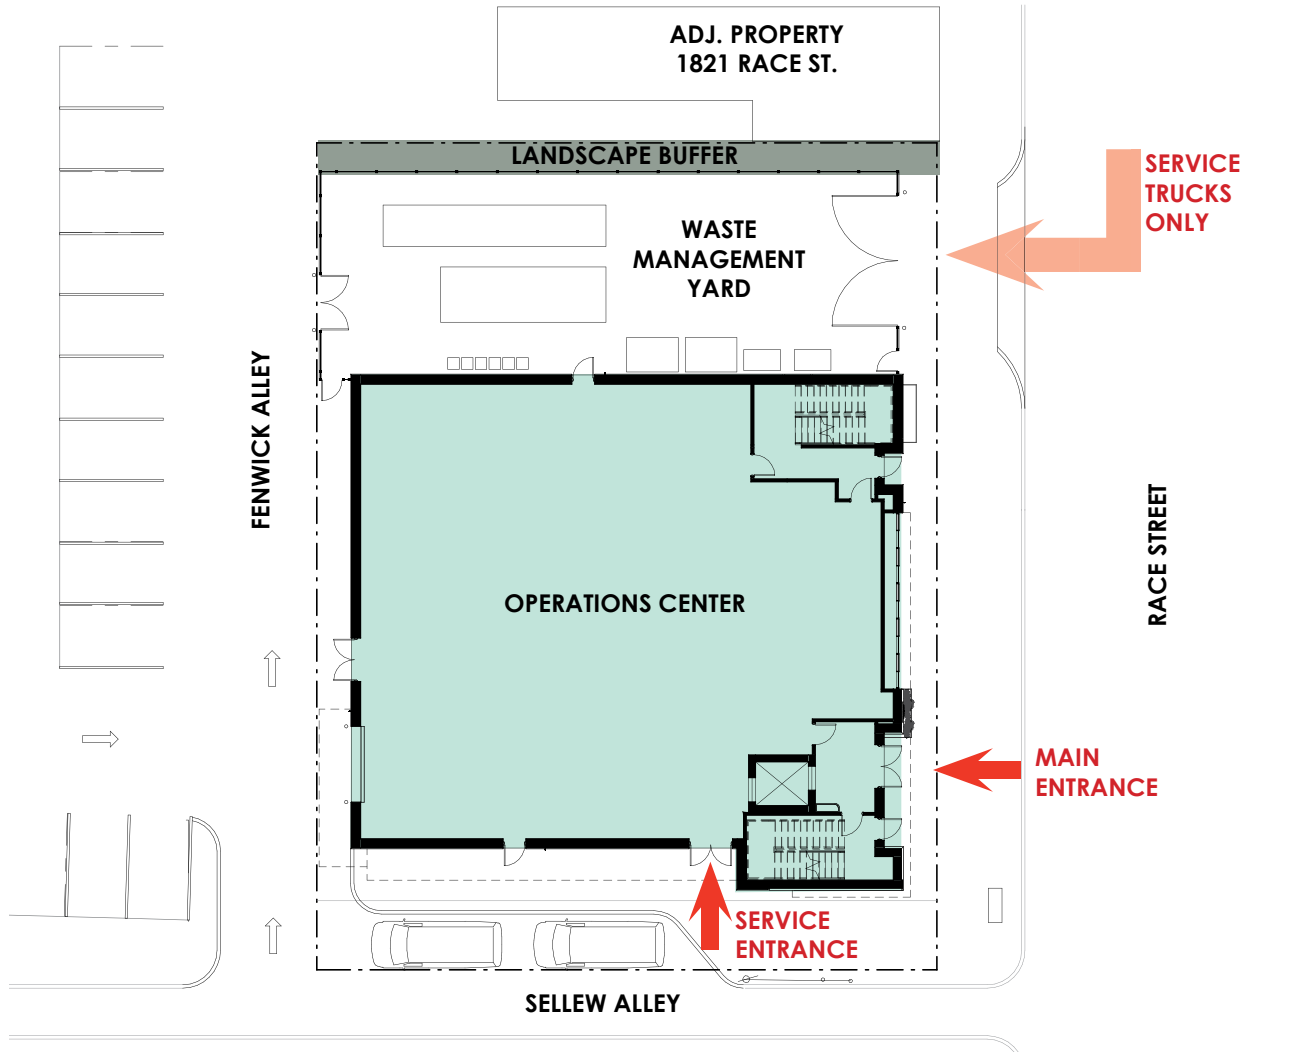 ADJ. PROPERTY
1821 RACE ST.
LANDSCAPE BUFFER
SERVICE
TRUCKS
ONLY
WASTE
MANAGEMENT
YARD
FENWICK ALLEY
RACE STREET
OPERATIONS CENTER
MAIN
ENTRANCE
SERVICE
ENTRANCE
SELLEW ALLEY